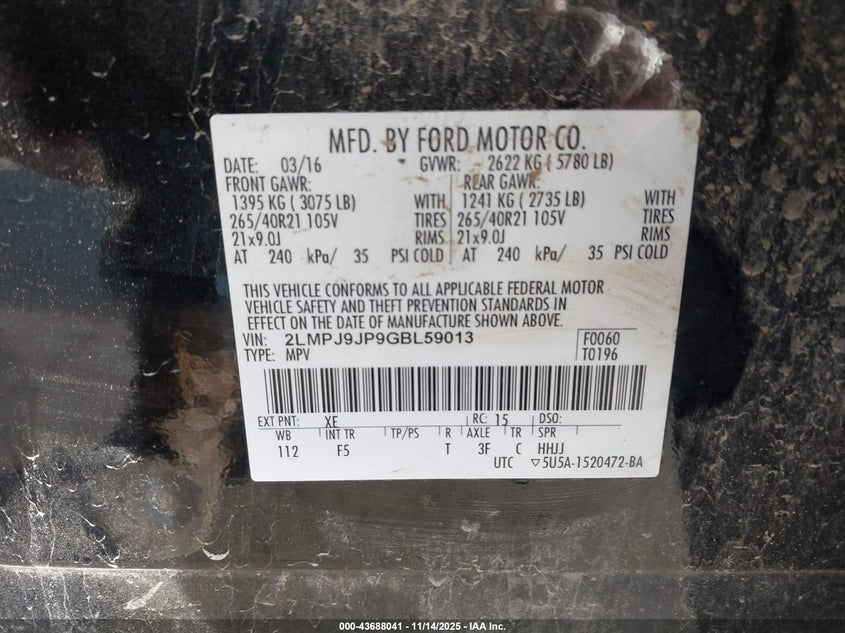 MFD. BY FORD MOTOR CO.
DATE: 03/16 GVWR: 2622 KG ( 5780 LB)
FRONT GAWR: REAR GAWR:
1395 KG ( 3075 LB) WITH 1241 KG ( 2735 LB) WITH
265/40R21 105V TIRES 265/40R21 105V TIRES
21x9.0J RIMS 21x9.0J RIMS
AT 240 kPa/ 35 PSI COLD AT 240 kPa/ 35 PSI COLD
THIS VEHICLE CONFORMS TO ALL APPLICABLE FEDERAL MOTOR
VEHICLE SAFETY AND THEFT PREVENTION STANDARDS IN
EFFECT ON THE DATE OF MANUFACTURE SHOWN ABOVE.
VIN: 2LMPJ9JP9GBL59013 F0060
TYPE: MPV T0196
EXT PNT: XE RC: 15 DSO:
WB INT TR TP/PS R AXLE TR SPR
112 F5 T 3F C HHJJ
UTC ▽5U5A-1520472-BA
000-43688041 - 11/14/2025 - IAA Inc.